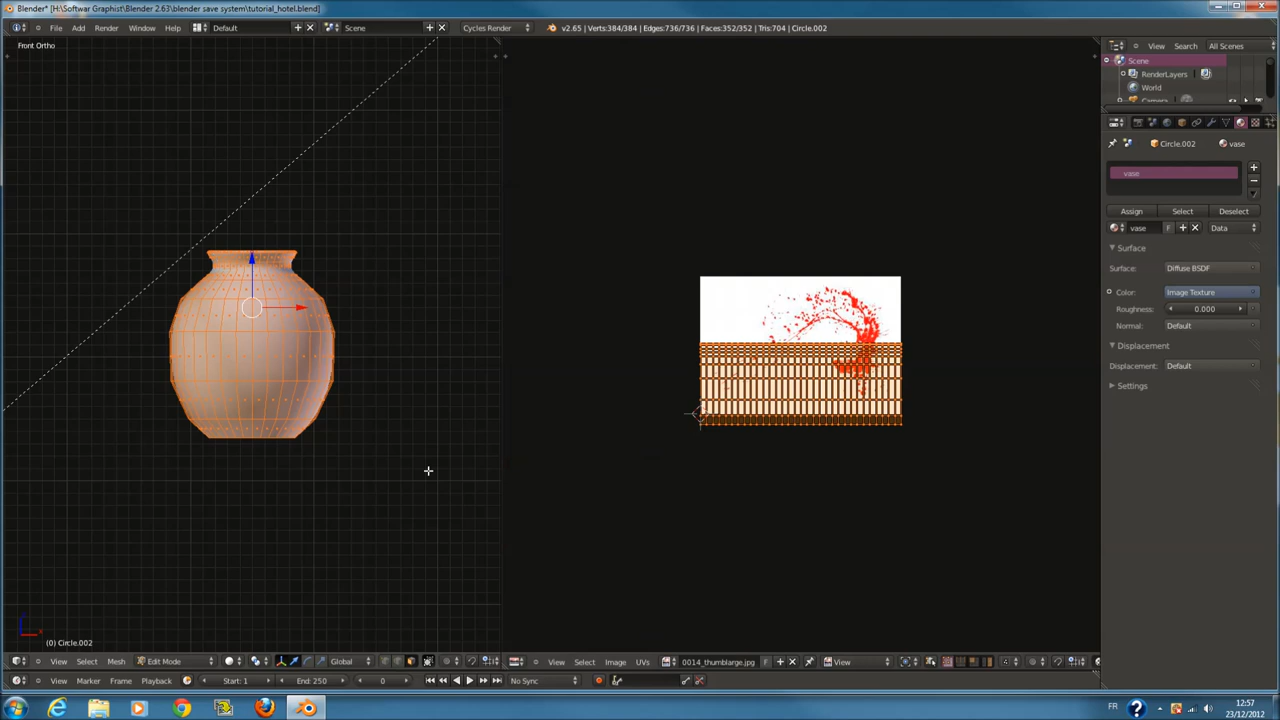 Blender* [H:\Softwar Graphist\Blender 2.63\blender save system\tutorial_hotel.blend]
File Add Render Window Help Default Scene Cycles Render v2.65 | Verts:384/384 | Edges:736/736 | Faces:352/352 | Tris:704 | Circle.002
View Search All Scenes
Front Ortho
Scene
RenderLayers
World
Camera
Circle.002 vase
vase
Assign Select Deselect
vase F Data
Surface
Surface: Diffuse BSDF
Color: Image Texture
Roughness: 0.000
Normal: Default
Displacement
Displacement: Default
Settings
(0) Circle.002
View Select Mesh Edit Mode Global View Select Image UVs 0014_thumblarge.jpg F View
View Marker Frame Playback Start: 1 End: 250 0 No Sync
FR 12:57
23/12/2012